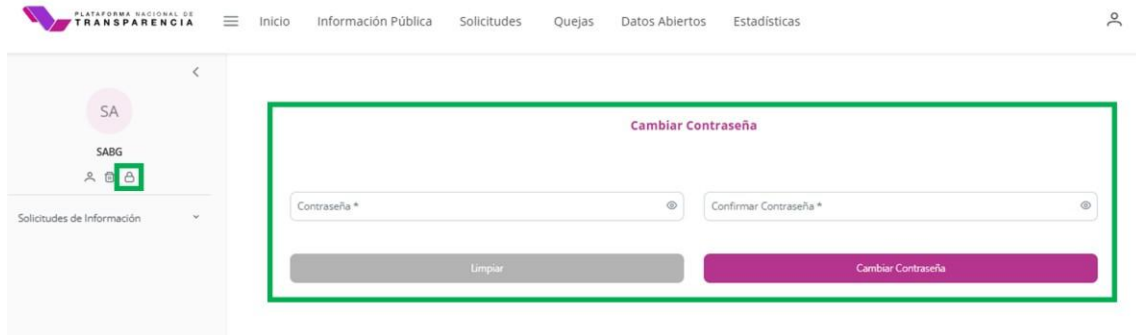 PLATAFORMA NACIONAL DE
TRANSPARENCIA
Inicio Información Pública Solicitudes Quejas Datos Abiertos Estadísticas
SA
SABG
Solicitudes de Información
Cambiar Contraseña
Contraseña * Confirmar Contraseña *
Limpiar Cambiar Contraseña